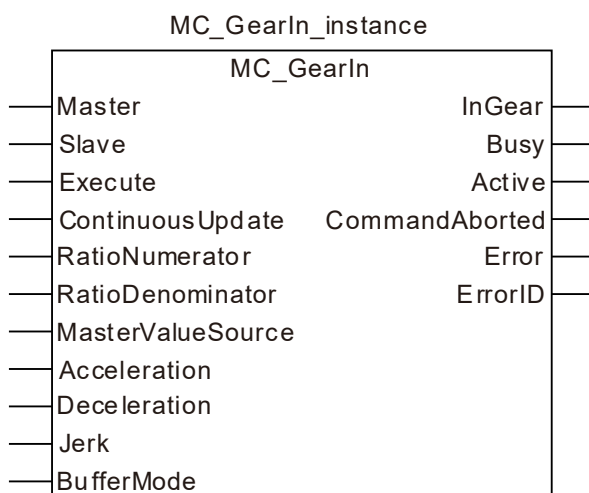 MC_GearIn_instance
MC_GearIn
Master InGear
Slave Busy
Execute Active
ContinuousUpdate CommandAborted
RatioNumerator Error
RatioDenominator ErrorID
MasterValueSource
Acceleration
Deceleration
Jerk
BufferMode